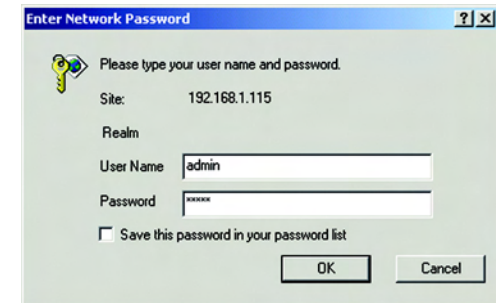 Enter Network Password
Please type your user name and password.
Site: 192.168.1.115
Realm
User Name admin
Password xxxxx
Save this password in your password list
OK Cancel